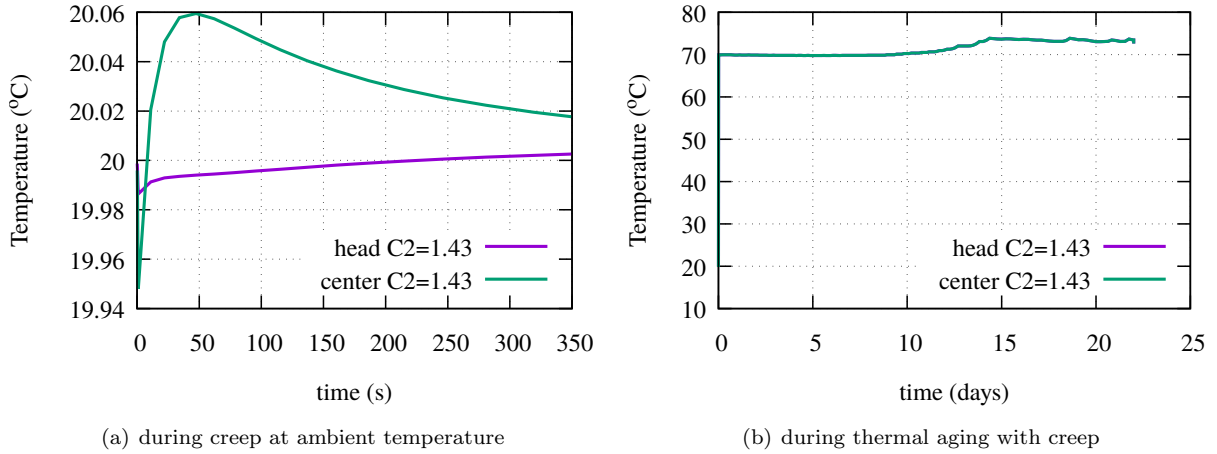 20.06
20.04
20.02
20
19.98
19.96
19.94
Temperature (ºC)
head C2=1.43
center C2=1.43
0 50 100 150 200 250 300 350
time (s)
(a) during creep at ambient temperature
80
70
60
50
40
30
20
10
Temperature (ºC)
head C2=1.43
center C2=1.43
0 5 10 15 20 25
time (days)
(b) during thermal aging with creep